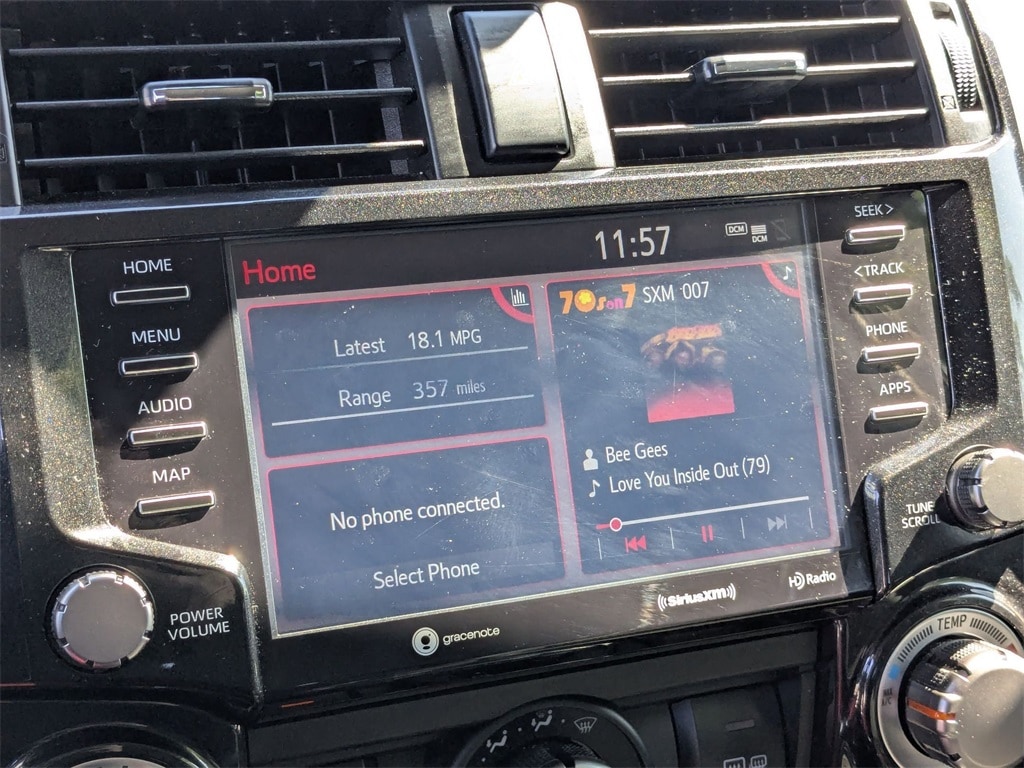 HOME
MENU
AUDIO
MAP
POWER
VOLUME
Home
11:57
DCM
DCM
Latest 18.1 MPG
Range 357 miles
No phone connected.
Select Phone
70s on 7 SXM 007
Bee Gees
Love You Inside Out (79)
gracenote
((SiriusXM))
HD Radio
SEEK >
< TRACK
PHONE
APPS
TUNE
SCROLL
TEMP
MAX
A/C